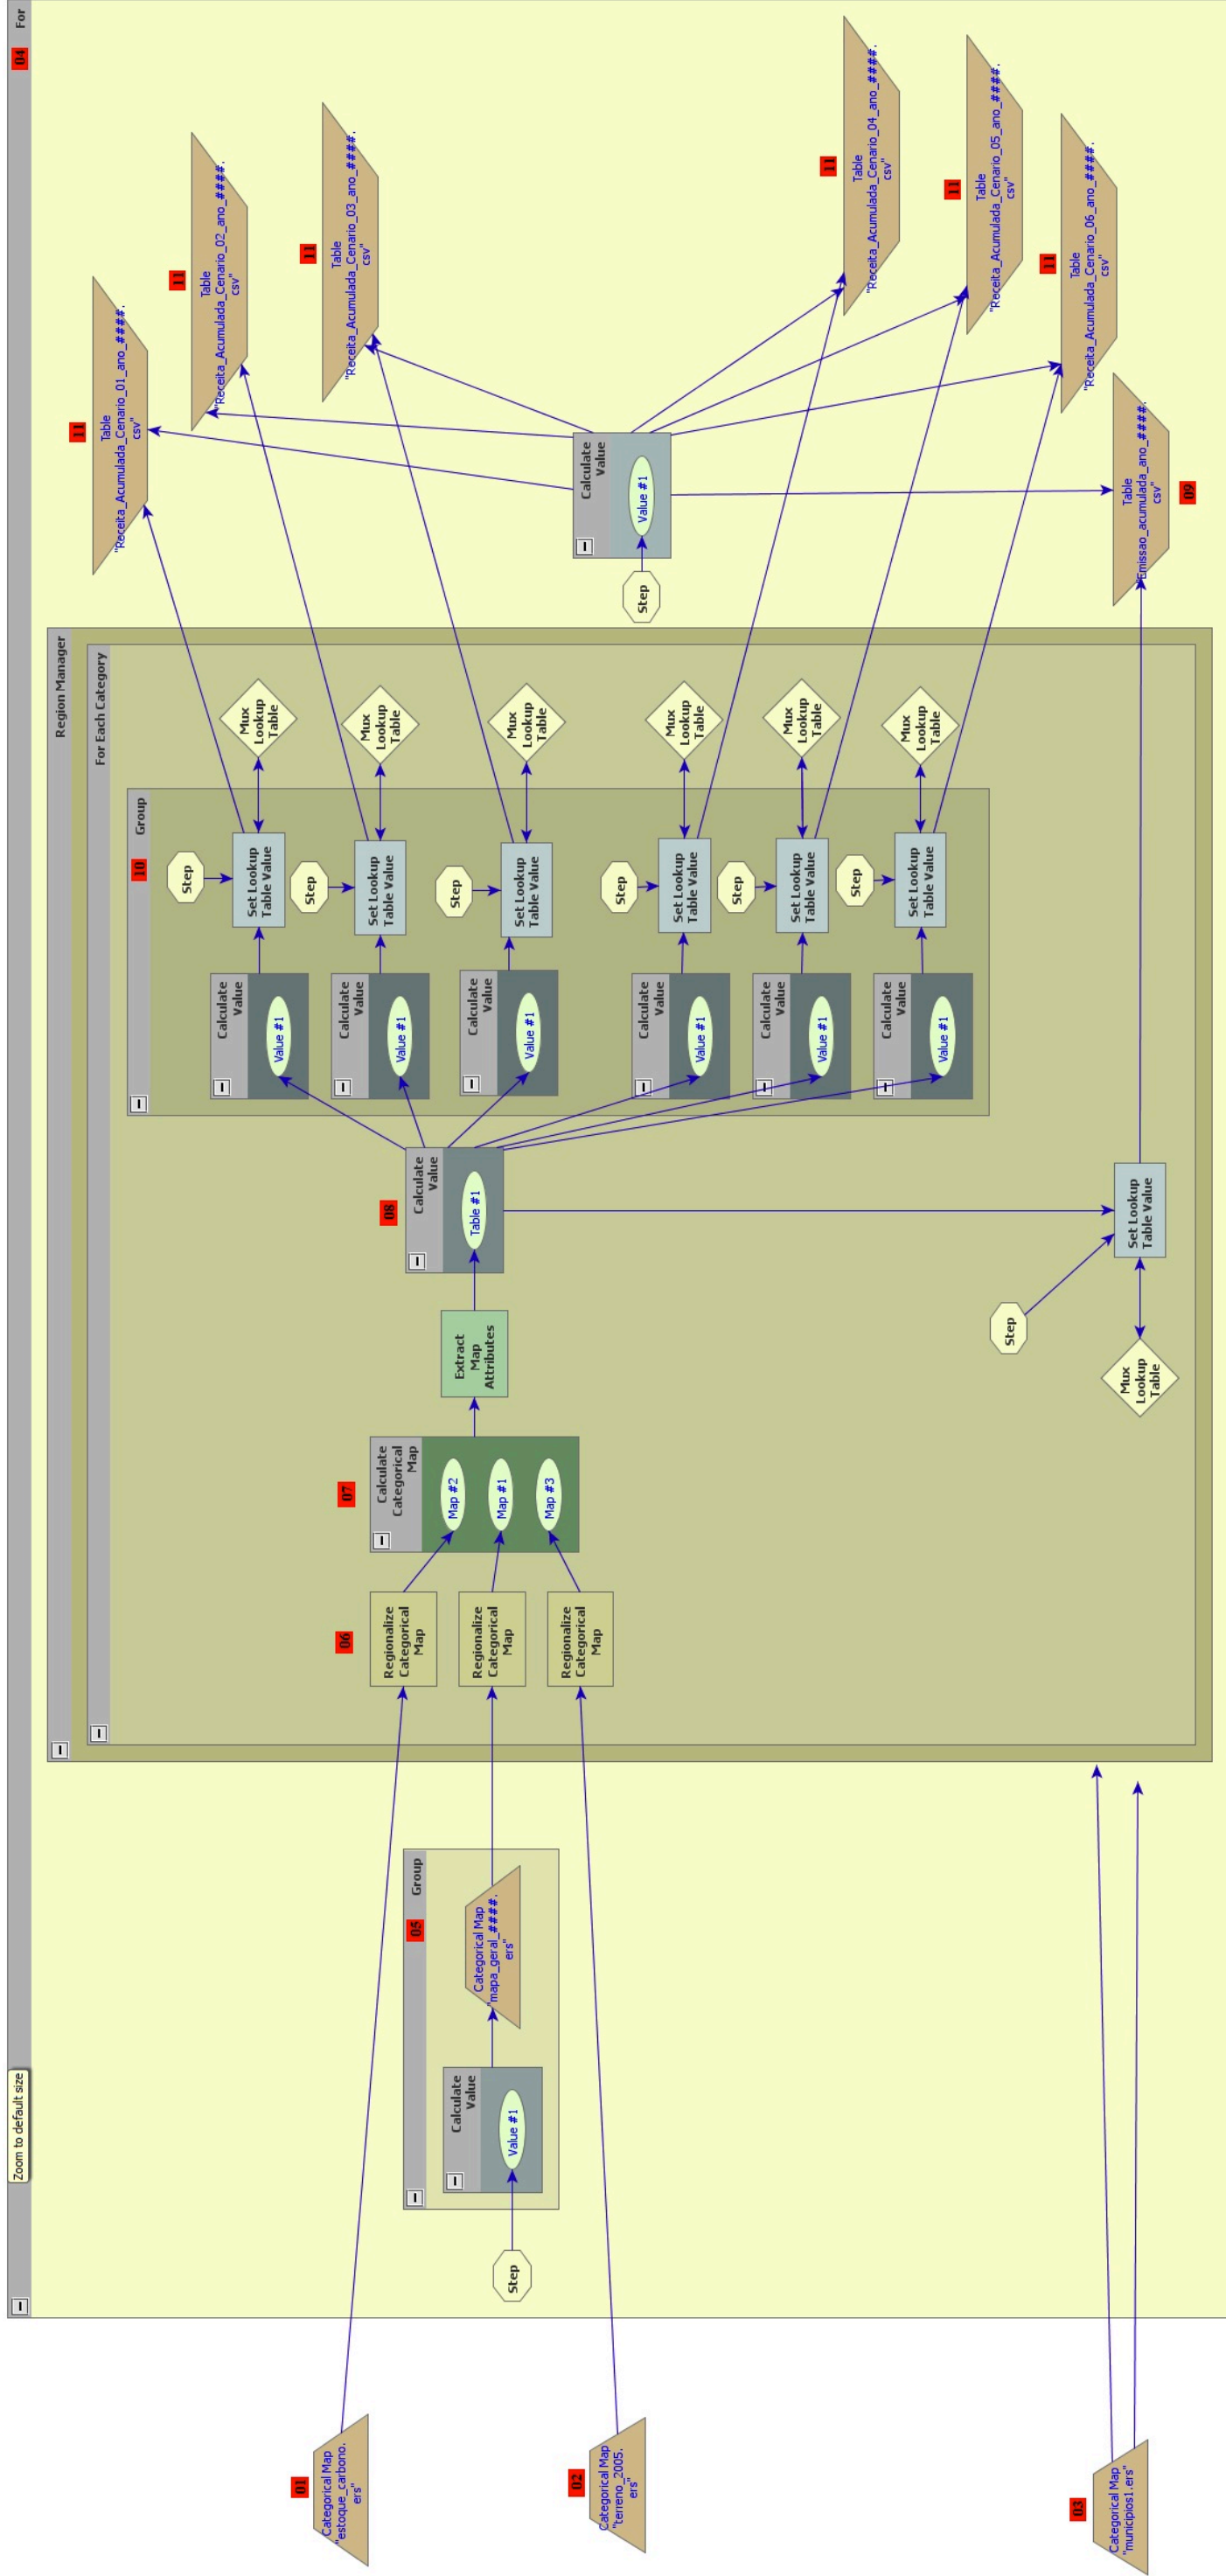 Zoom to default size
04
For
01
Categorical Map
"estoque_carbono.
ers"
02
Categorical Map
"terreno_2005.
ers"
03
Categorical Map
"municipios1.ers"
Step
05
Group
Calculate
Value
Value #1
Categorical Map
"mapa_geral_####.
ers"
Region Manager
For Each Category
06
Regionalize
Categorical
Map
Regionalize
Categorical
Map
Regionalize
Categorical
Map
07
Calculate
Categorical
Map
Map #2
Map #1
Map #3
Extract
Map
Attributes
08
Calculate
Value
Table #1
Mux
Lookup
Table
Step
Set Lookup
Table Value
10
Group
Calculate
Value
Value #1
Step
Set Lookup
Table Value
Mux
Lookup
Table
Calculate
Value
Value #1
Step
Set Lookup
Table Value
Mux
Lookup
Table
Calculate
Value
Value #1
Step
Set Lookup
Table Value
Mux
Lookup
Table
Calculate
Value
Value #1
Step
Set Lookup
Table Value
Mux
Lookup
Table
Calculate
Value
Value #1
Step
Set Lookup
Table Value
Mux
Lookup
Table
Calculate
Value
Value #1
Step
Set Lookup
Table Value
Mux
Lookup
Table
Step
Calculate
Value
Value #1
11
Table
"Receita_Acumulada_Cenario_01_ano_####.
csv"
11
Table
"Receita_Acumulada_Cenario_02_ano_####.
csv"
11
Table
"Receita_Acumulada_Cenario_03_ano_####.
csv"
11
Table
"Receita_Acumulada_Cenario_04_ano_####.
csv"
11
Table
"Receita_Acumulada_Cenario_05_ano_####.
csv"
11
Table
"Receita_Acumulada_Cenario_06_ano_####.
csv"
Table
"Emissao_acumulada_ano_####.
csv"
09